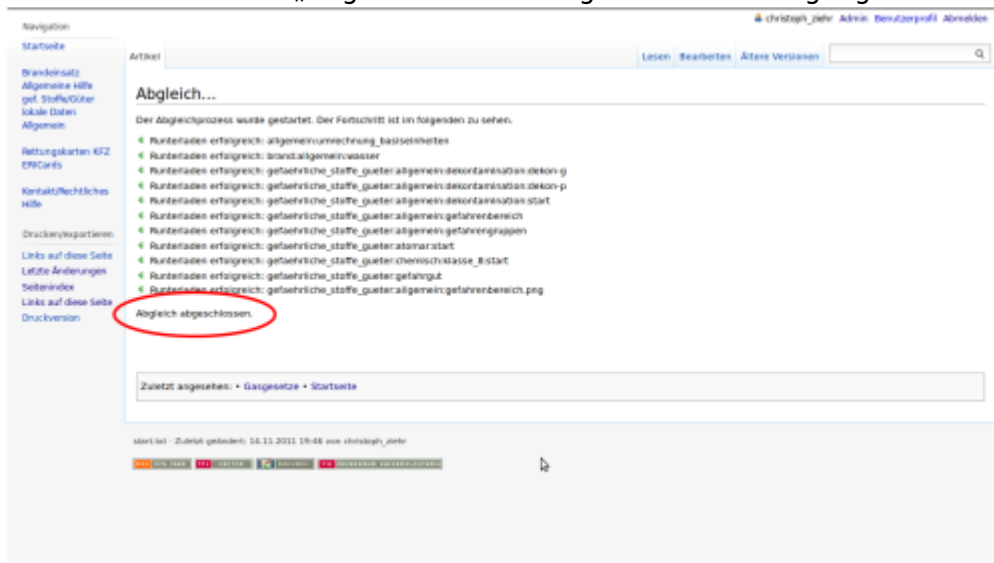 christoph_ziehr Admin Benutzerprofil Abmelden
Navigation
Startseite
Brandeinsatz
Allgemeine Hilfe
gef. Stoffe/Güter
lokale Daten
Allgemein
Rettungskarten KFZ
ERICards
Kontakt/Rechtliches
Hilfe
Drucken/exportieren
Links auf diese Seite
Letzte Änderungen
Seitenindex
Links auf diese Seite
Druckversion
Artikel
Lesen Bearbeiten Ältere Versionen
Abgleich...
Der Abgleichprozess wurde gestartet. Der Fortschritt ist im folgenden zu sehen.
Runterladen erfolgreich: allgemein:umrechnung_basiseinheiten
Runterladen erfolgreich: brand:allgemein:wasser
Runterladen erfolgreich: gefaehrliche_stoffe_gueter:allgemein:dekontamination:dekon-g
Runterladen erfolgreich: gefaehrliche_stoffe_gueter:allgemein:dekontamination:dekon-p
Runterladen erfolgreich: gefaehrliche_stoffe_gueter:allgemein:dekontamination:start
Runterladen erfolgreich: gefaehrliche_stoffe_gueter:allgemein:gefahrenbereich
Runterladen erfolgreich: gefaehrliche_stoffe_gueter:allgemein:gefahrengruppen
Runterladen erfolgreich: gefaehrliche_stoffe_gueter:atomar:start
Runterladen erfolgreich: gefaehrliche_stoffe_gueter:chemisch:klasse_8:start
Runterladen erfolgreich: gefaehrliche_stoffe_gueter:gefahrgut
Runterladen erfolgreich: gefaehrliche_stoffe_gueter:allgemein:gefahrenbereich.png
Abgleich abgeschlossen.
Zuletzt angesehen: • Gasgesetze • Startseite
start.txt · Zuletzt geändert: 14.11.2011 19:46 von christoph_ziehr